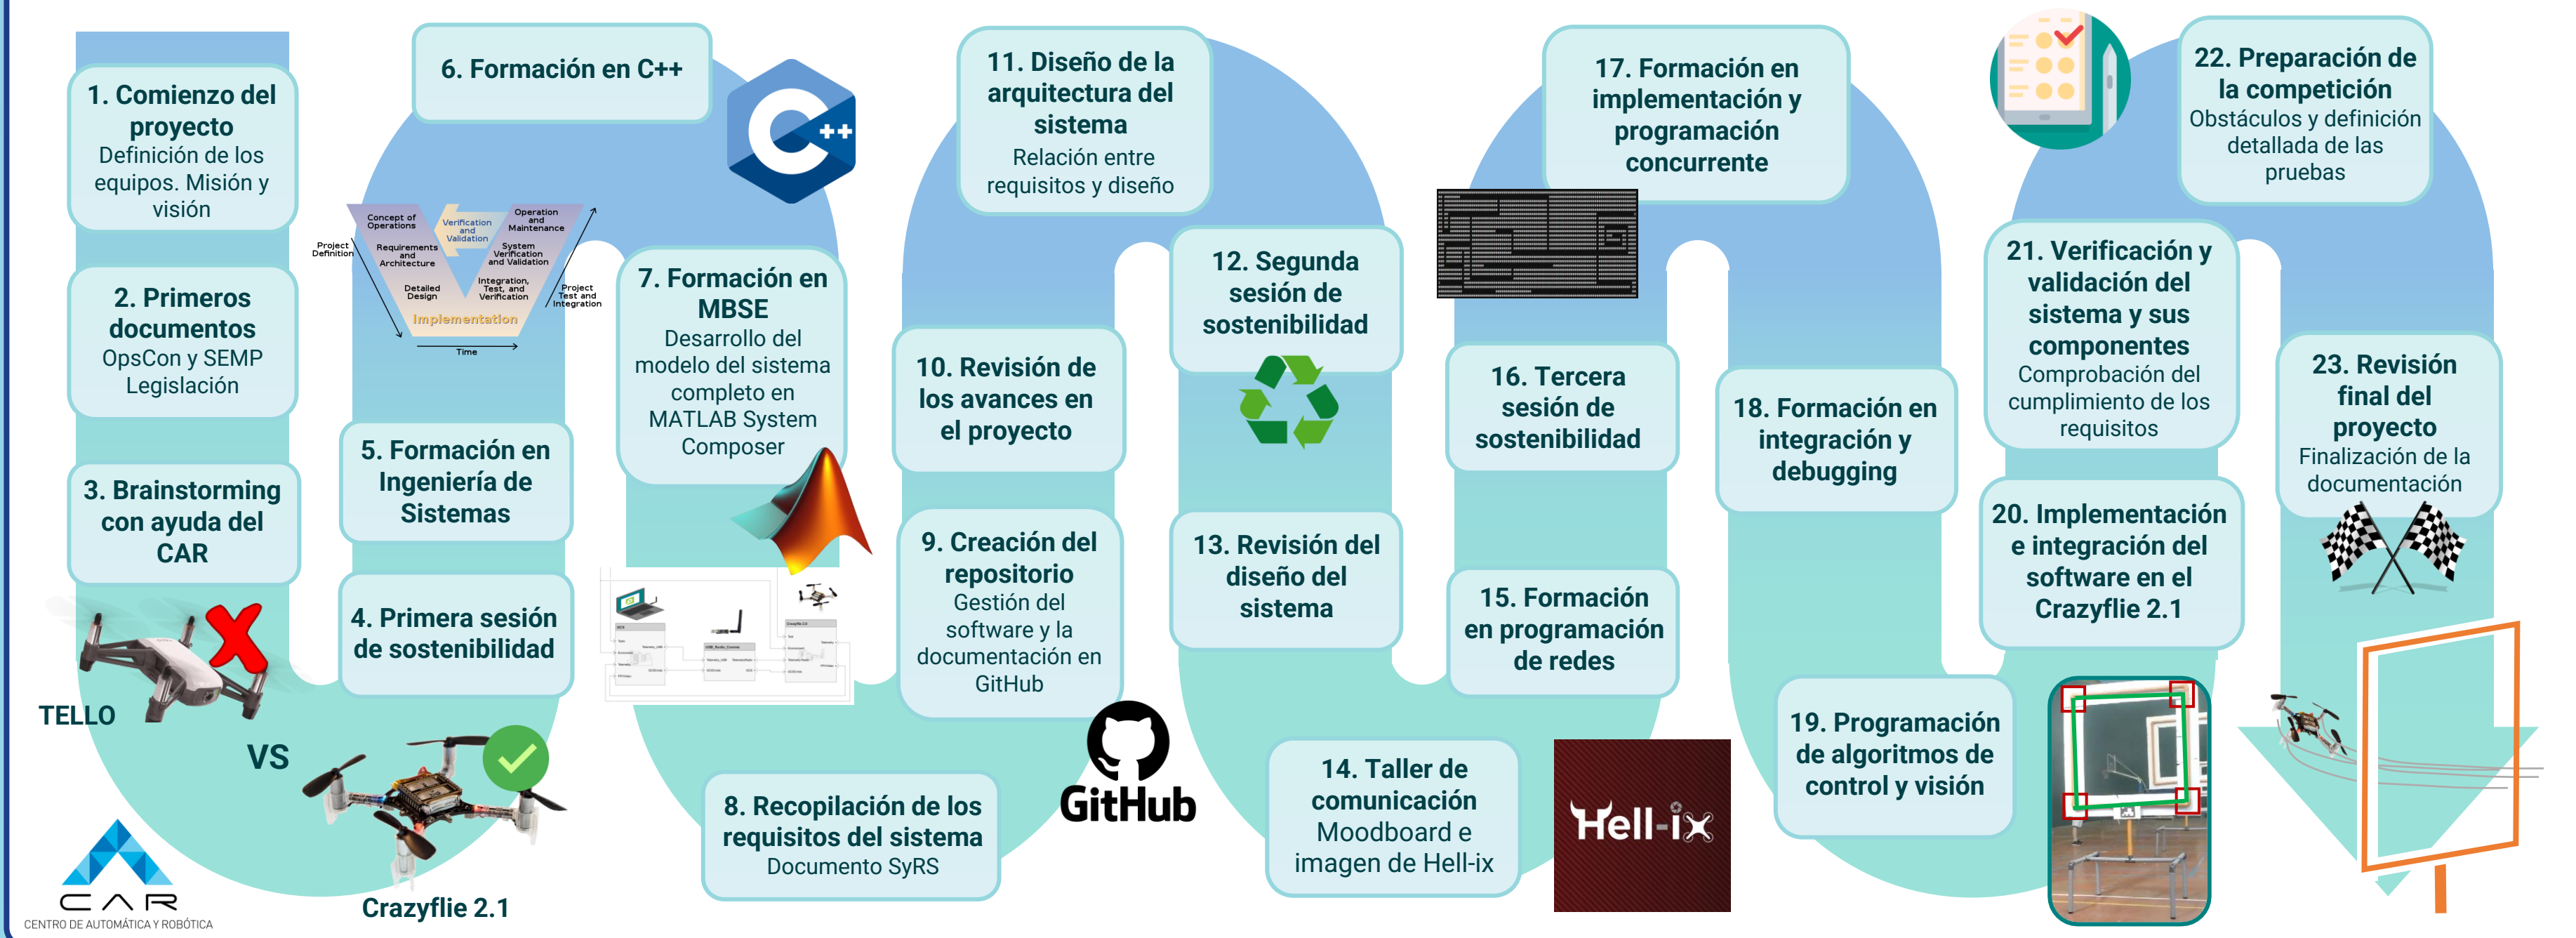 1. Comienzo del
proyecto
Definición de los
equipos. Misión y
visión
2. Primeros
documentos
OpsCon y SEMP
Legislación
3. Brainstorming
con ayuda del
CAR
TELLO
VS
Crazyflie 2.1
CAR
CENTRO DE AUTOMÁTICA Y ROBÓTICA
4. Primera sesión
de sostenibilidad
5. Formación en
Ingeniería de
Sistemas
Concept of
Operations
Verification
and
Validation
Operation
and
Maintenance
Project
Definition
Requirements
and
Architecture
System
Verification
and Validation
Detailed
Design
Integration,
Test, and
Verification
Project
Test and
Integration
Implementation
Time
6. Formación en C++
C++
7. Formación en
MBSE
Desarrollo del
modelo del sistema
completo en
MATLAB System
Composer
8. Recopilación de los
requisitos del sistema
Documento SyRS
9. Creación del
repositorio
Gestión del
software y la
documentación en
GitHub
GitHub
10. Revisión de
los avances en
el proyecto
11. Diseño de la
arquitectura del
sistema
Relación entre
requisitos y diseño
12. Segunda
sesión de
sostenibilidad
13. Revisión del
diseño del
sistema
14. Taller de
comunicación
Moodboard e
imagen de Hell-ix
Hell-ix
15. Formación
en programación
de redes
16. Tercera
sesión de
sostenibilidad
17. Formación en
implementación y
programación
concurrente
18. Formación en
integración y
debugging
19. Programación
de algoritmos de
control y visión
20. Implementación
e integración del
software en el
Crazyflie 2.1
21. Verificación y
validación del
sistema y sus
componentes
Comprobación del
cumplimiento de los
requisitos
22. Preparación de
la competición
Obstáculos y definición
detallada de las
pruebas
23. Revisión
final del
proyecto
Finalización de la
documentación